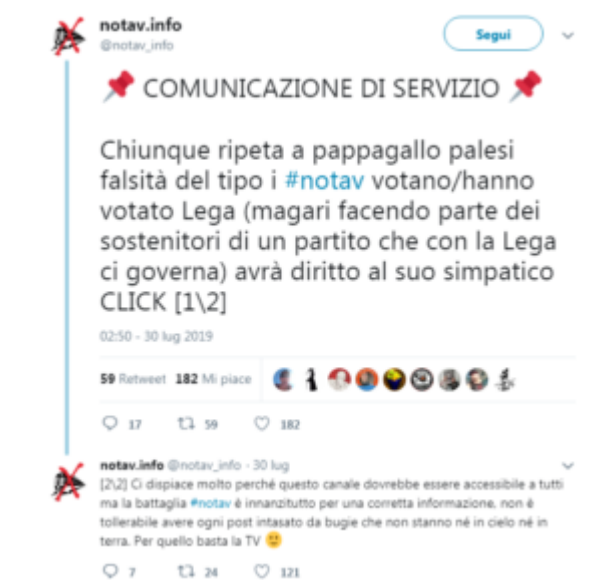 notav.info
@notav_info
Segui
📌 COMUNICAZIONE DI SERVIZIO 📌
Chiunque ripeta a pappagallo palesi
falsità del tipo i #notav votano/hanno
votato Lega (magari facendo parte dei
sostenitori di un partito che con la Lega
ci governa) avrà diritto al suo simpatico
CLICK [1\2]
02:50 - 30 lug 2019
59 Retweet 182 Mi piace
17 59 182
notav.info @notav_info · 30 lug
[2\2] Ci dispiace molto perché questo canale dovrebbe essere accessibile a tutti
ma la battaglia #notav è innanzitutto per una corretta informazione, non è
tollerabile avere ogni post intasato da bugie che non stanno né in cielo né in
terra. Per quello basta la TV 🙂
7 24 121